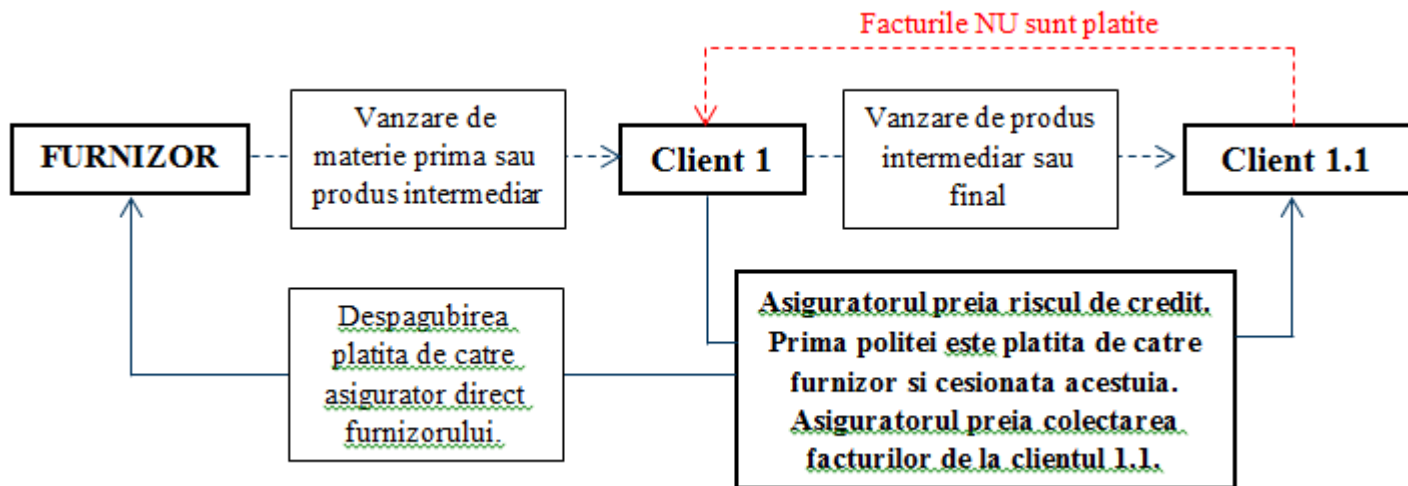 Facturile NU sunt platite
FURNIZOR
Vanzare de
materie prima sau
produs intermediar
Client 1
Vanzare de produs
intermediar sau
final
Client 1.1
Despagubirea
platita de catre
asigurator direct
furnizorului.
Asiguratorul preia riscul de credit.
Prima politei este platita de catre
furnizor si cesionata acestuia.
Asiguratorul preia colectarea
facturilor de la clientul 1.1.